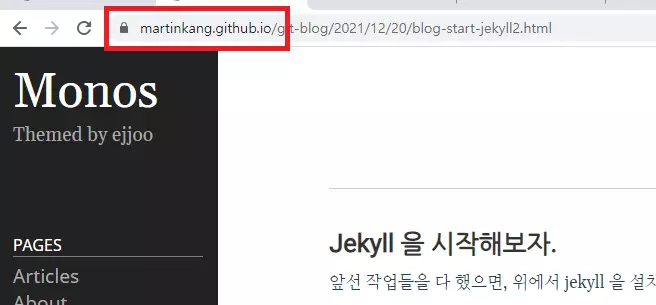 martinkang.github.io/git-blog/2021/12/20/blog-start-jekyll2.html
Monos
Themed by ejjoo
PAGES
Articles
About
Jekyll 을 시작해보자.
앞선 작업들을 다 했으면, 위에서 jekyll 을 설치